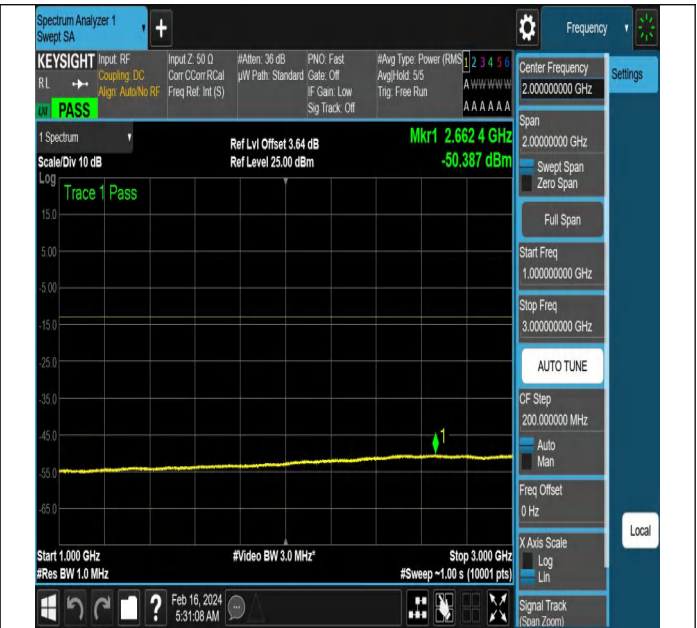 Spectrum Analyzer 1
Swept SA
+
Frequency
KEYSIGHT
Input: RF
Coupling: DC
Align: Auto/No RF
Input Z: 50 Ω
Corr CCorr RCal
Freq Ref: Int (S)
#Atten: 36 dB
µW Path: Standard
PNO: Fast
Gate: Off
IF Gain: Low
Sig Track: Off
#Avg Type: Power (RMS
Avg|Hold: 5/5
Trig: Free Run
1 2 3 4 5 6
A W W W W W
A A A A A A
R L
PASS
1 Spectrum
Scale/Div 10 dB
Ref Lvl Offset 3.64 dB
Ref Level 25.00 dBm
Mkr1 2.662 4 GHz
-50.387 dBm
Log
Trace 1 Pass
15.0
5.00
-5.00
-15.0
-25.0
-35.0
-45.0
-55.0
-65.0
1
Start 1.000 GHz
#Res BW 1.0 MHz
#Video BW 3.0 MHz*
Stop 3.000 GHz
#Sweep ~1.00 s (10001 pts)
?
Feb 16, 2024
5:31:08 AM
Center Frequency
2.000000000 GHz
Settings
Span
2.00000000 GHz
Swept Span
Zero Span
Full Span
Start Freq
1.000000000 GHz
Stop Freq
3.000000000 GHz
AUTO TUNE
CF Step
200.000000 MHz
Auto
Man
Freq Offset
0 Hz
X Axis Scale
Log
Lin
Local
Signal Track
(Span Zoom)